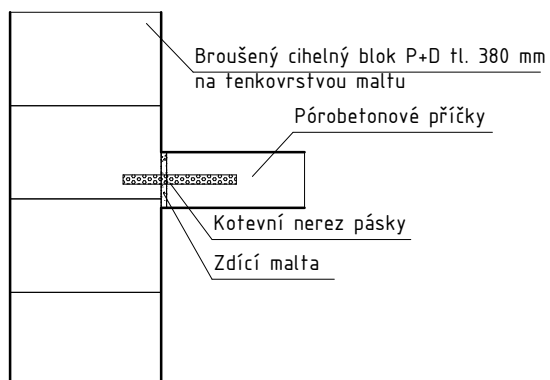 Broušený cihelný blok P+D tl. 380 mm
na tenkovrstvou maltu
Pórobetonové příčky
Kotevní nerez pásky
Zdící malta